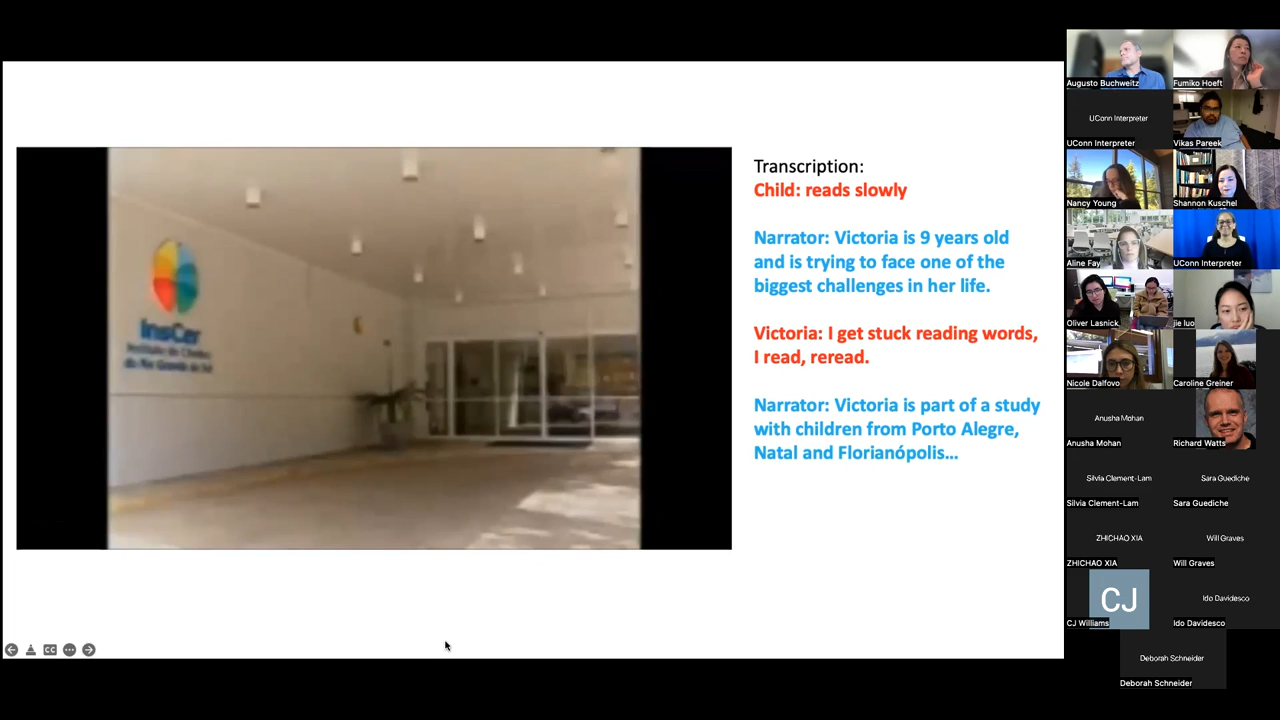 InsCer
Instituto do Cérebro
do Rio Grande do Sul
Transcription:
Child: reads slowly
Narrator: Victoria is 9 years old
and is trying to face one of the
biggest challenges in her life.
Victoria: I get stuck reading words,
I read, reread.
Narrator: Victoria is part of a study
with children from Porto Alegre,
Natal and Florianópolis…
CC
Augusto Buchweitz
Fumiko Hoeft
UConn Interpreter
UConn Interpreter
Vikas Pareek
Nancy Young
Shannon Kuschel
Aline Fay
UConn Interpreter
Oliver Lasnick
jie luo
Nicole Dalfovo
Caroline Greiner
Anusha Mohan
Anusha Mohan
Richard Watts
Silvia Clement-Lam
Sara Guediche
Silvia Clement-Lam
Sara Guediche
ZHICHAO XIA
Will Graves
ZHICHAO XIA
Will Graves
CJ
Ido Davidesco
CJ Williams
Ido Davidesco
Deborah Schneider
Deborah Schneider